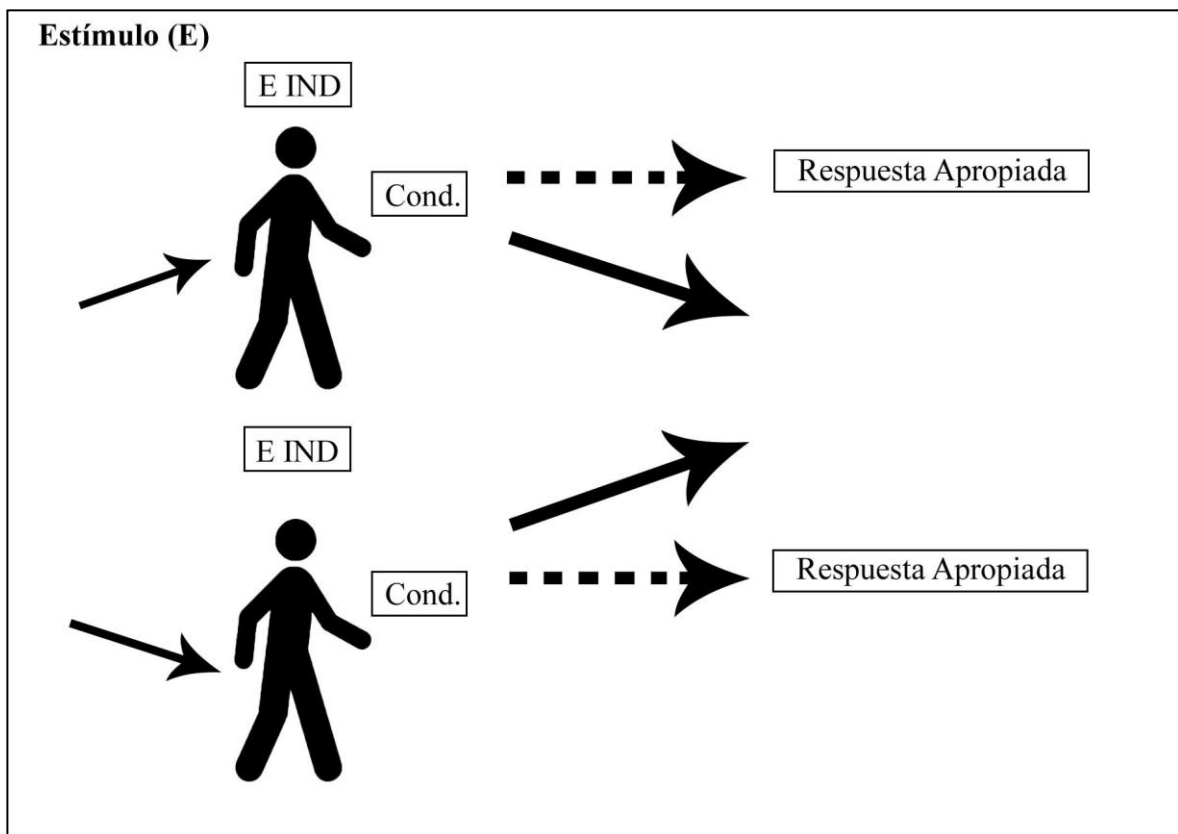 Estímulo (E)
E IND
Cond.
Respuesta Apropiada
E IND
Cond.
Respuesta Apropiada